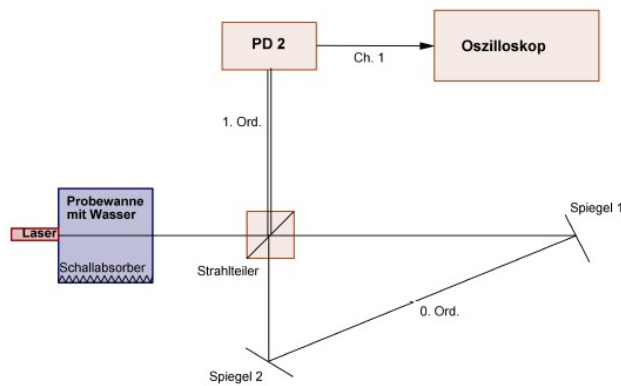 PD 2
Ch. 1
Oszilloskop
1. Ord.
Spiegel 1
Probewanne
mit Wasser
Laser
Schallabsorber
Strahlteiler
0. Ord.
Spiegel 2